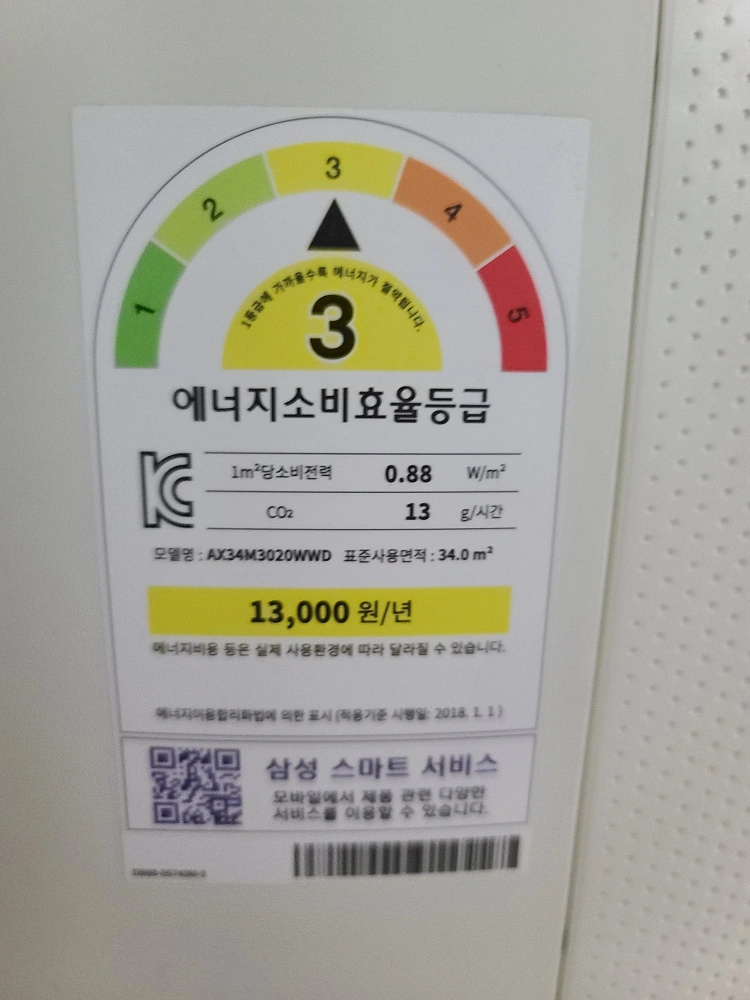 1
2
3
4
5
1등급에 가까울수록 에너지가 절약됩니다.
3
에너지소비효율등급
1m²당소비전력 0.88 W/m²
CO₂ 13 g/시간
모델명 : AX34M3020WWD 표준사용면적 : 34.0 m²
13,000 원/년
에너지비용 등은 실제 사용환경에 따라 달라질 수 있습니다.
에너지이용합리화법에 의한 표시 (적용기준 시행일: 2018. 1. 1 )
삼성 스마트 서비스
모바일에서 제품 관련 다양한
서비스를 이용할 수 있습니다.